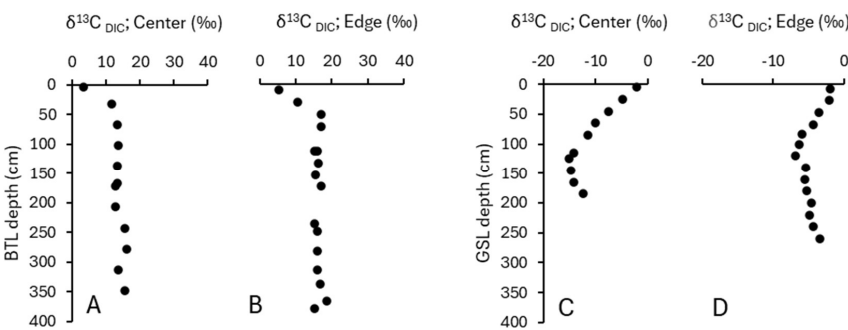 δ¹³C DIC; Center (‰) δ¹³C DIC; Edge (‰) δ¹³C DIC; Center (‰) δ¹³C DIC; Edge (‰)
0 10 20 30 40 0 10 20 30 40 -20 -10 0 -20 -10 0
0 0
50 50
100 100
150 150
200 200
250 250
300 300
350 350
400 400
BTL depth (cm)
GSL depth (cm)
A B C D